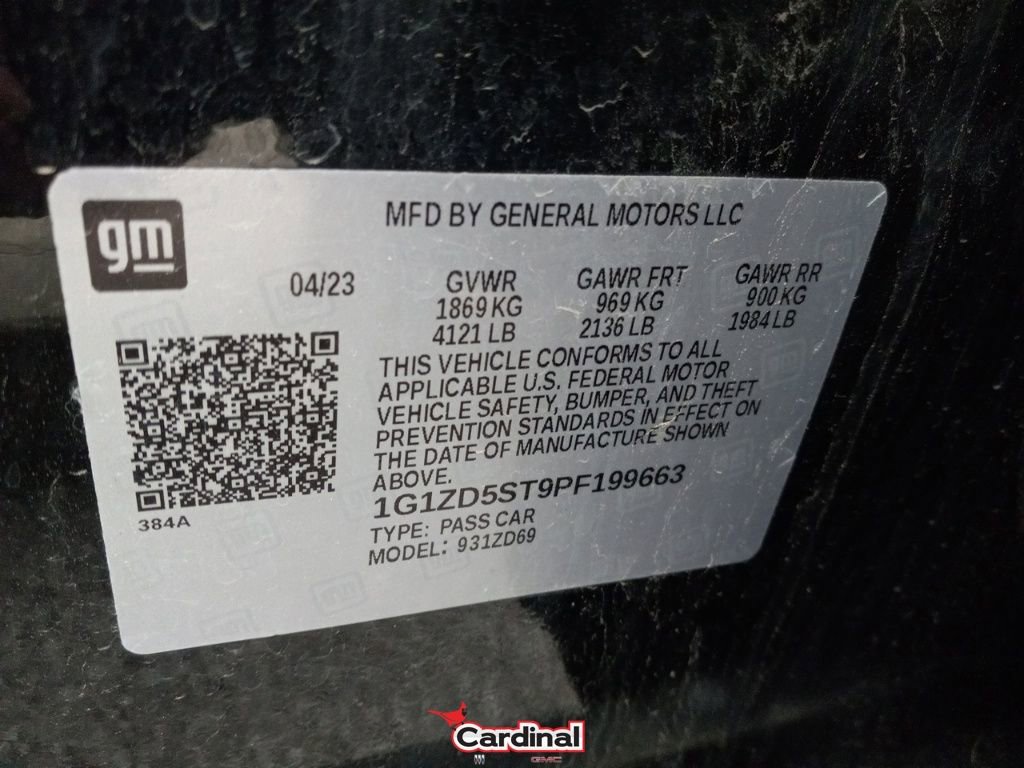 gm
MFD BY GENERAL MOTORS LLC
04/23 GVWR GAWR FRT GAWR RR
1869 KG 969 KG 900 KG
4121 LB 2136 LB 1984 LB
THIS VEHICLE CONFORMS TO ALL
APPLICABLE U.S. FEDERAL MOTOR
VEHICLE SAFETY, BUMPER, AND THEFT
PREVENTION STANDARDS IN EFFECT ON
THE DATE OF MANUFACTURE SHOWN
ABOVE.
1G1ZD5ST9PF199663
384A
TYPE: PASS CAR
MODEL: 931ZD69
Cardinal
GMC